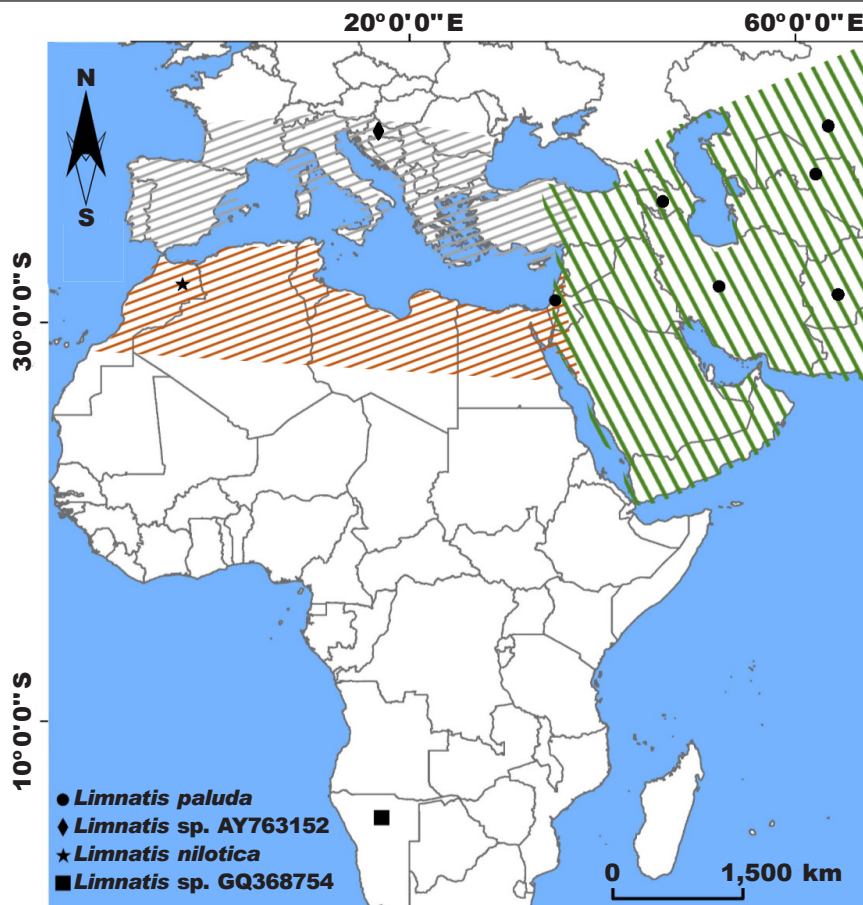 20°0'0"E 60°0'0"E
N
S
30°0'0"S
10°0'0"S
Limnatis paluda
Limnatis sp. AY763152
Limnatis nilotica
Limnatis sp. GQ368754
0 1,500 km